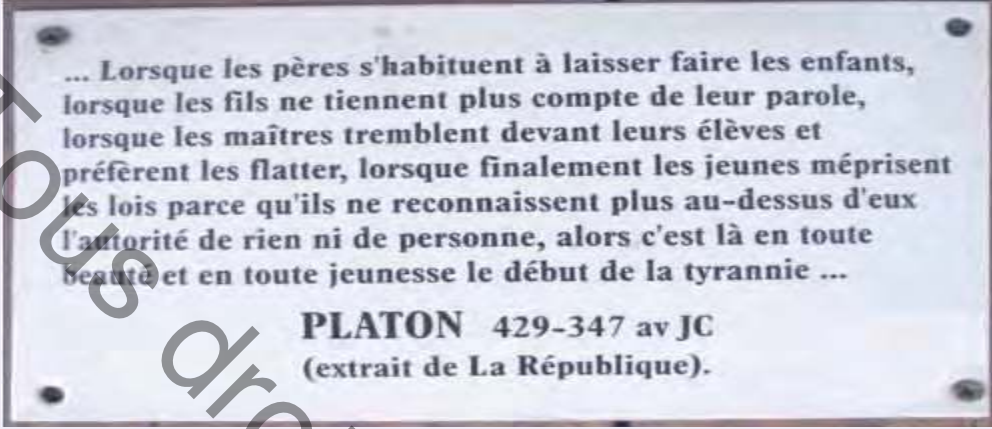 ... Lorsque les pères s'habituent à laisser faire les enfants,
lorsque les fils ne tiennent plus compte de leur parole,
lorsque les maîtres tremblent devant leurs élèves et
préfèrent les flatter, lorsque finalement les jeunes méprisent
les lois parce qu'ils ne reconnaissent plus au-dessus d'eux
l'autorité de rien ni de personne, alors c'est là en toute
beauté et en toute jeunesse le début de la tyrannie ...
PLATON 429-347 av JC
(extrait de La République).
Tous